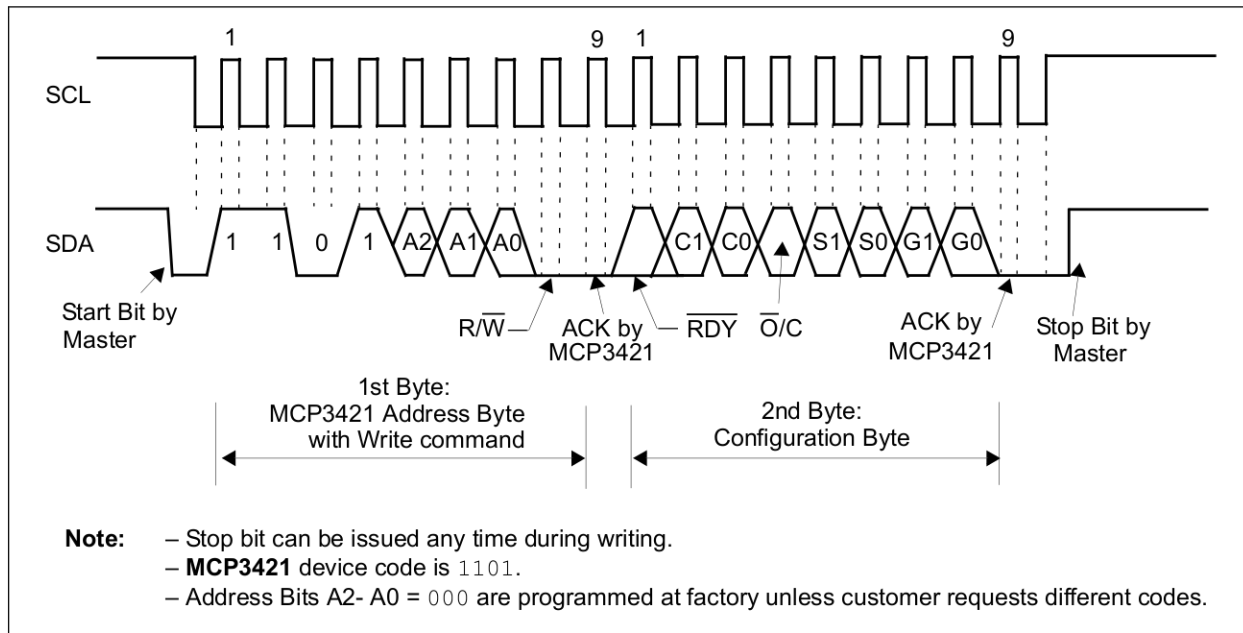 1 9 1 9
SCL
SDA 1 1 0 1 A2 A1 A0 C1 C0 O̅/C S1 S0 G1 G0
Start Bit by
Master
R/W̅
ACK by
MCP3421
R̅D̅Y̅
O̅/C
ACK by
MCP3421
Stop Bit by
Master
1st Byte:
MCP3421 Address Byte
with Write command
2nd Byte:
Configuration Byte
Note: – Stop bit can be issued any time during writing.
– MCP3421 device code is 1101.
– Address Bits A2- A0 = 000 are programmed at factory unless customer requests different codes.